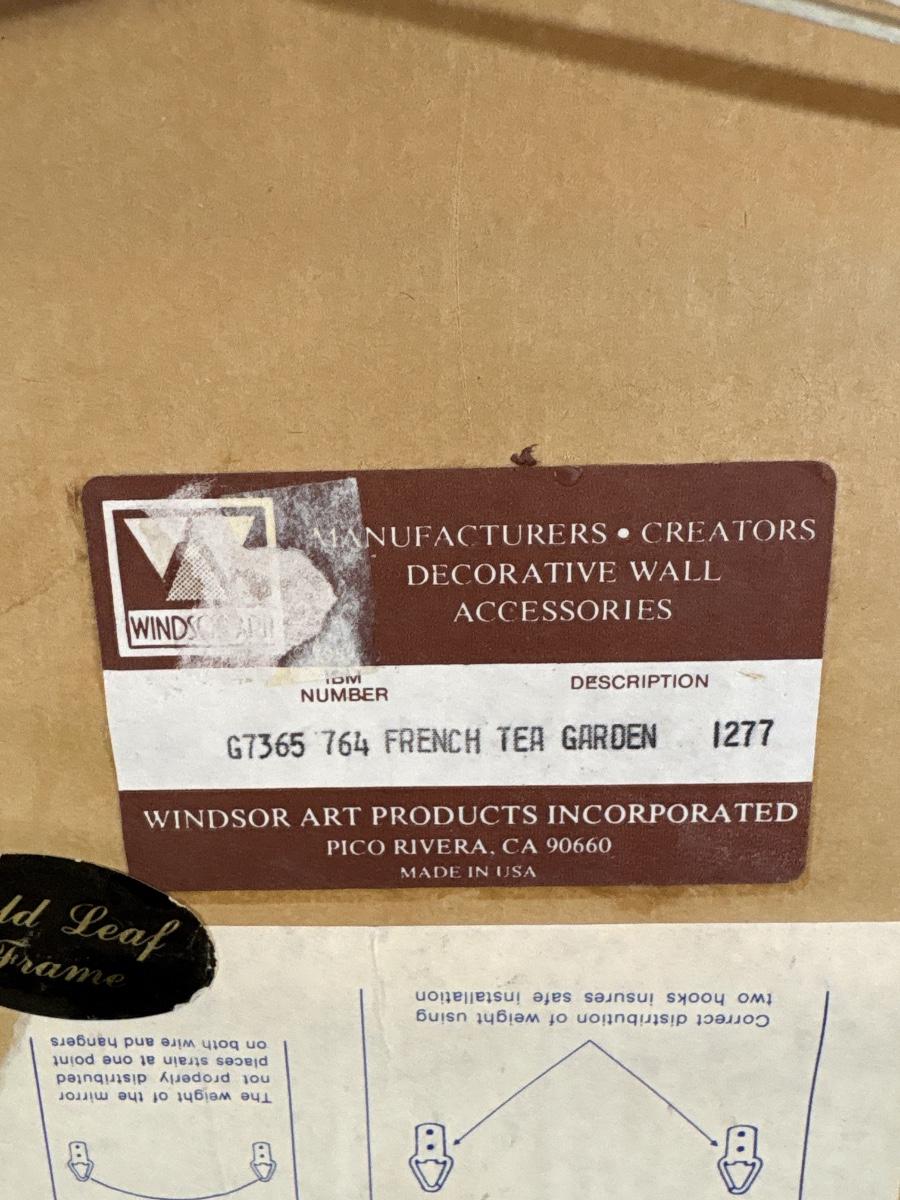 MANUFACTURERS • CREATORS
DECORATIVE WALL
ACCESSORIES
WINDSOR ART
IBM
NUMBER
DESCRIPTION
G7365 764 FRENCH TEA GARDEN 1277
WINDSOR ART PRODUCTS INCORPORATED
PICO RIVERA, CA 90660
MADE IN USA
Leaf
Frame
Correct distribution of weight using
two hooks insures safe installation
The weight of the mirror
not properly distributed
places strain at one point
on both wire and hangers